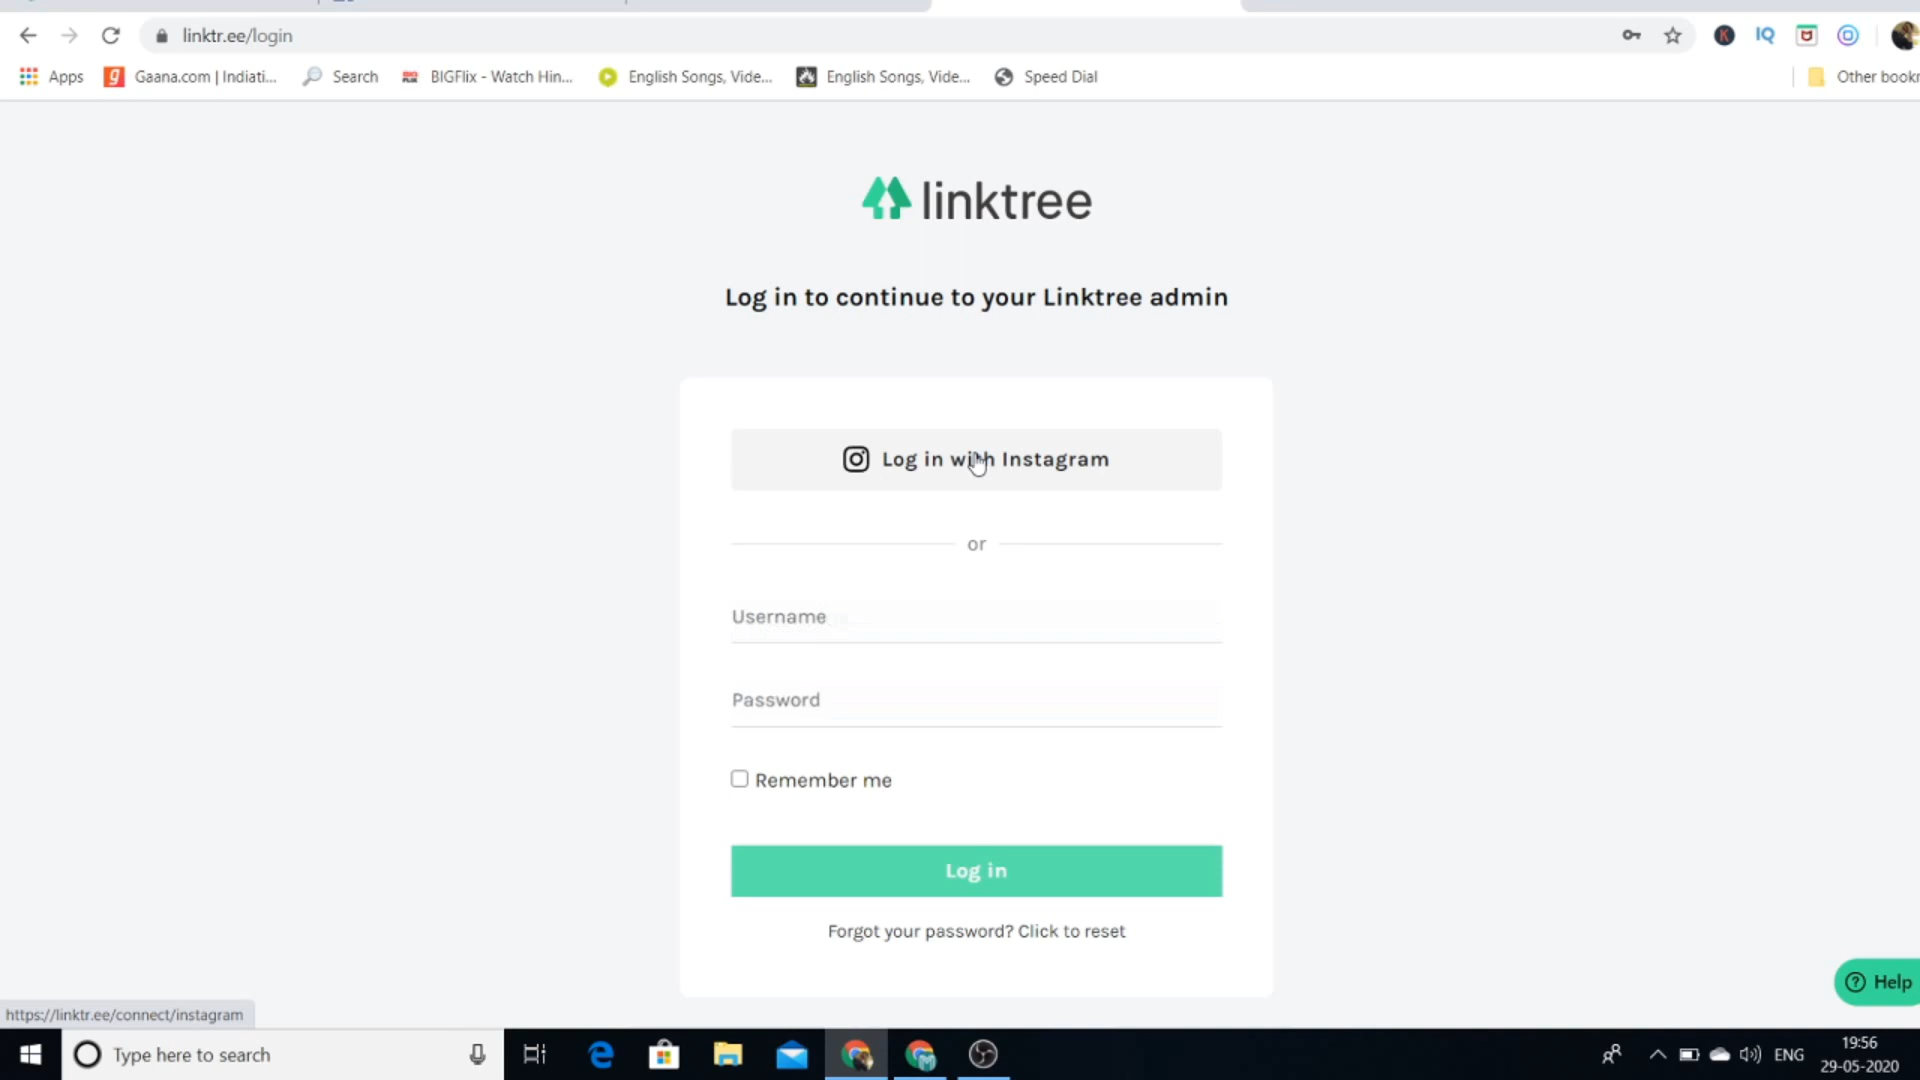 linktr.ee/login
IQ
Apps
Gaana.com | Indiati...
Search
BIGFlix - Watch Hin...
English Songs, Vide...
English Songs, Vide...
Speed Dial
Other bookr
linktree
Log in to continue to your Linktree admin
Log in with Instagram
or
Username
Password
Remember me
Log in
Forgot your password? Click to reset
Help
https://linktr.ee/connect/instagram
Type here to search
ENG
19:56
29-05-2020